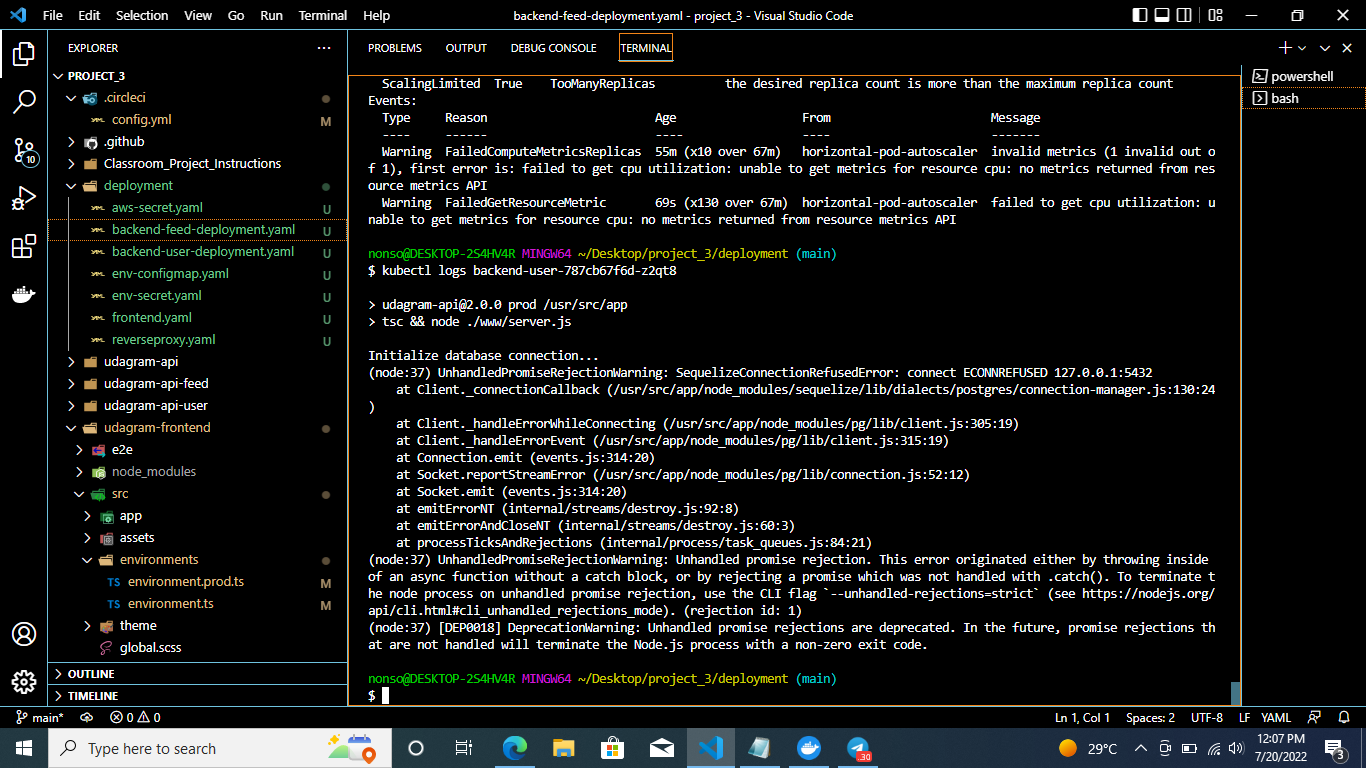 File Edit Selection View Go Run Terminal Help
backend-feed-deployment.yaml - project_3 - Visual Studio Code
EXPLORER
PROJECT_3
.circleci
config.yml M
.github
Classroom_Project_Instructions
deployment
aws-secret.yaml U
backend-feed-deployment.yaml U
backend-user-deployment.yaml U
env-configmap.yaml U
env-secret.yaml U
frontend.yaml U
reverseproxy.yaml U
udagram-api
udagram-api-feed
udagram-api-user
udagram-frontend
e2e
node_modules
src
app
assets
environments
TS environment.prod.ts M
TS environment.ts M
theme
global.scss
OUTLINE
TIMELINE
10
PROBLEMS OUTPUT DEBUG CONSOLE TERMINAL
powershell
bash
ScalingLimited True TooManyReplicas the desired replica count is more than the maximum replica count
Events:
Type Reason Age From Message
---- ------ ---- ---- -------
Warning FailedComputeMetricsReplicas 55m (x10 over 67m) horizontal-pod-autoscaler invalid metrics (1 invalid out o
f 1), first error is: failed to get cpu utilization: unable to get metrics for resource cpu: no metrics returned from res
ource metrics API
Warning FailedGetResourceMetric 69s (x130 over 67m) horizontal-pod-autoscaler failed to get cpu utilization: u
nable to get metrics for resource cpu: no metrics returned from resource metrics API
nonso@DESKTOP-2S4HV4R MINGW64 ~/Desktop/project_3/deployment (main)
$ kubectl logs backend-user-787cb67f6d-z2qt8
> udagram-api@2.0.0 prod /usr/src/app
> tsc && node ./www/server.js
Initialize database connection...
(node:37) UnhandledPromiseRejectionWarning: SequelizeConnectionRefusedError: connect ECONNREFUSED 127.0.0.1:5432
at Client._connectionCallback (/usr/src/app/node_modules/sequelize/lib/dialects/postgres/connection-manager.js:130:24
)
at Client._handleErrorWhileConnecting (/usr/src/app/node_modules/pg/lib/client.js:305:19)
at Client._handleErrorEvent (/usr/src/app/node_modules/pg/lib/client.js:315:19)
at Connection.emit (events.js:314:20)
at Socket.reportStreamError (/usr/src/app/node_modules/pg/lib/connection.js:52:12)
at Socket.emit (events.js:314:20)
at emitErrorNT (internal/streams/destroy.js:92:8)
at emitErrorAndCloseNT (internal/streams/destroy.js:60:3)
at processTicksAndRejections (internal/process/task_queues.js:84:21)
(node:37) UnhandledPromiseRejectionWarning: Unhandled promise rejection. This error originated either by throwing inside
of an async function without a catch block, or by rejecting a promise which was not handled with .catch(). To terminate t
he node process on unhandled promise rejection, use the CLI flag `--unhandled-rejections=strict` (see https://nodejs.org/
api/cli.html#cli_unhandled_rejections_mode). (rejection id: 1)
(node:37) [DEP0018] DeprecationWarning: Unhandled promise rejections are deprecated. In the future, promise rejections th
at are not handled will terminate the Node.js process with a non-zero exit code.
nonso@DESKTOP-2S4HV4R MINGW64 ~/Desktop/project_3/deployment (main)
$
main* 0 0 Ln 1, Col 1 Spaces: 2 UTF-8 LF YAML
Type here to search
.30
29°C
12:07 PM
7/20/2022
3